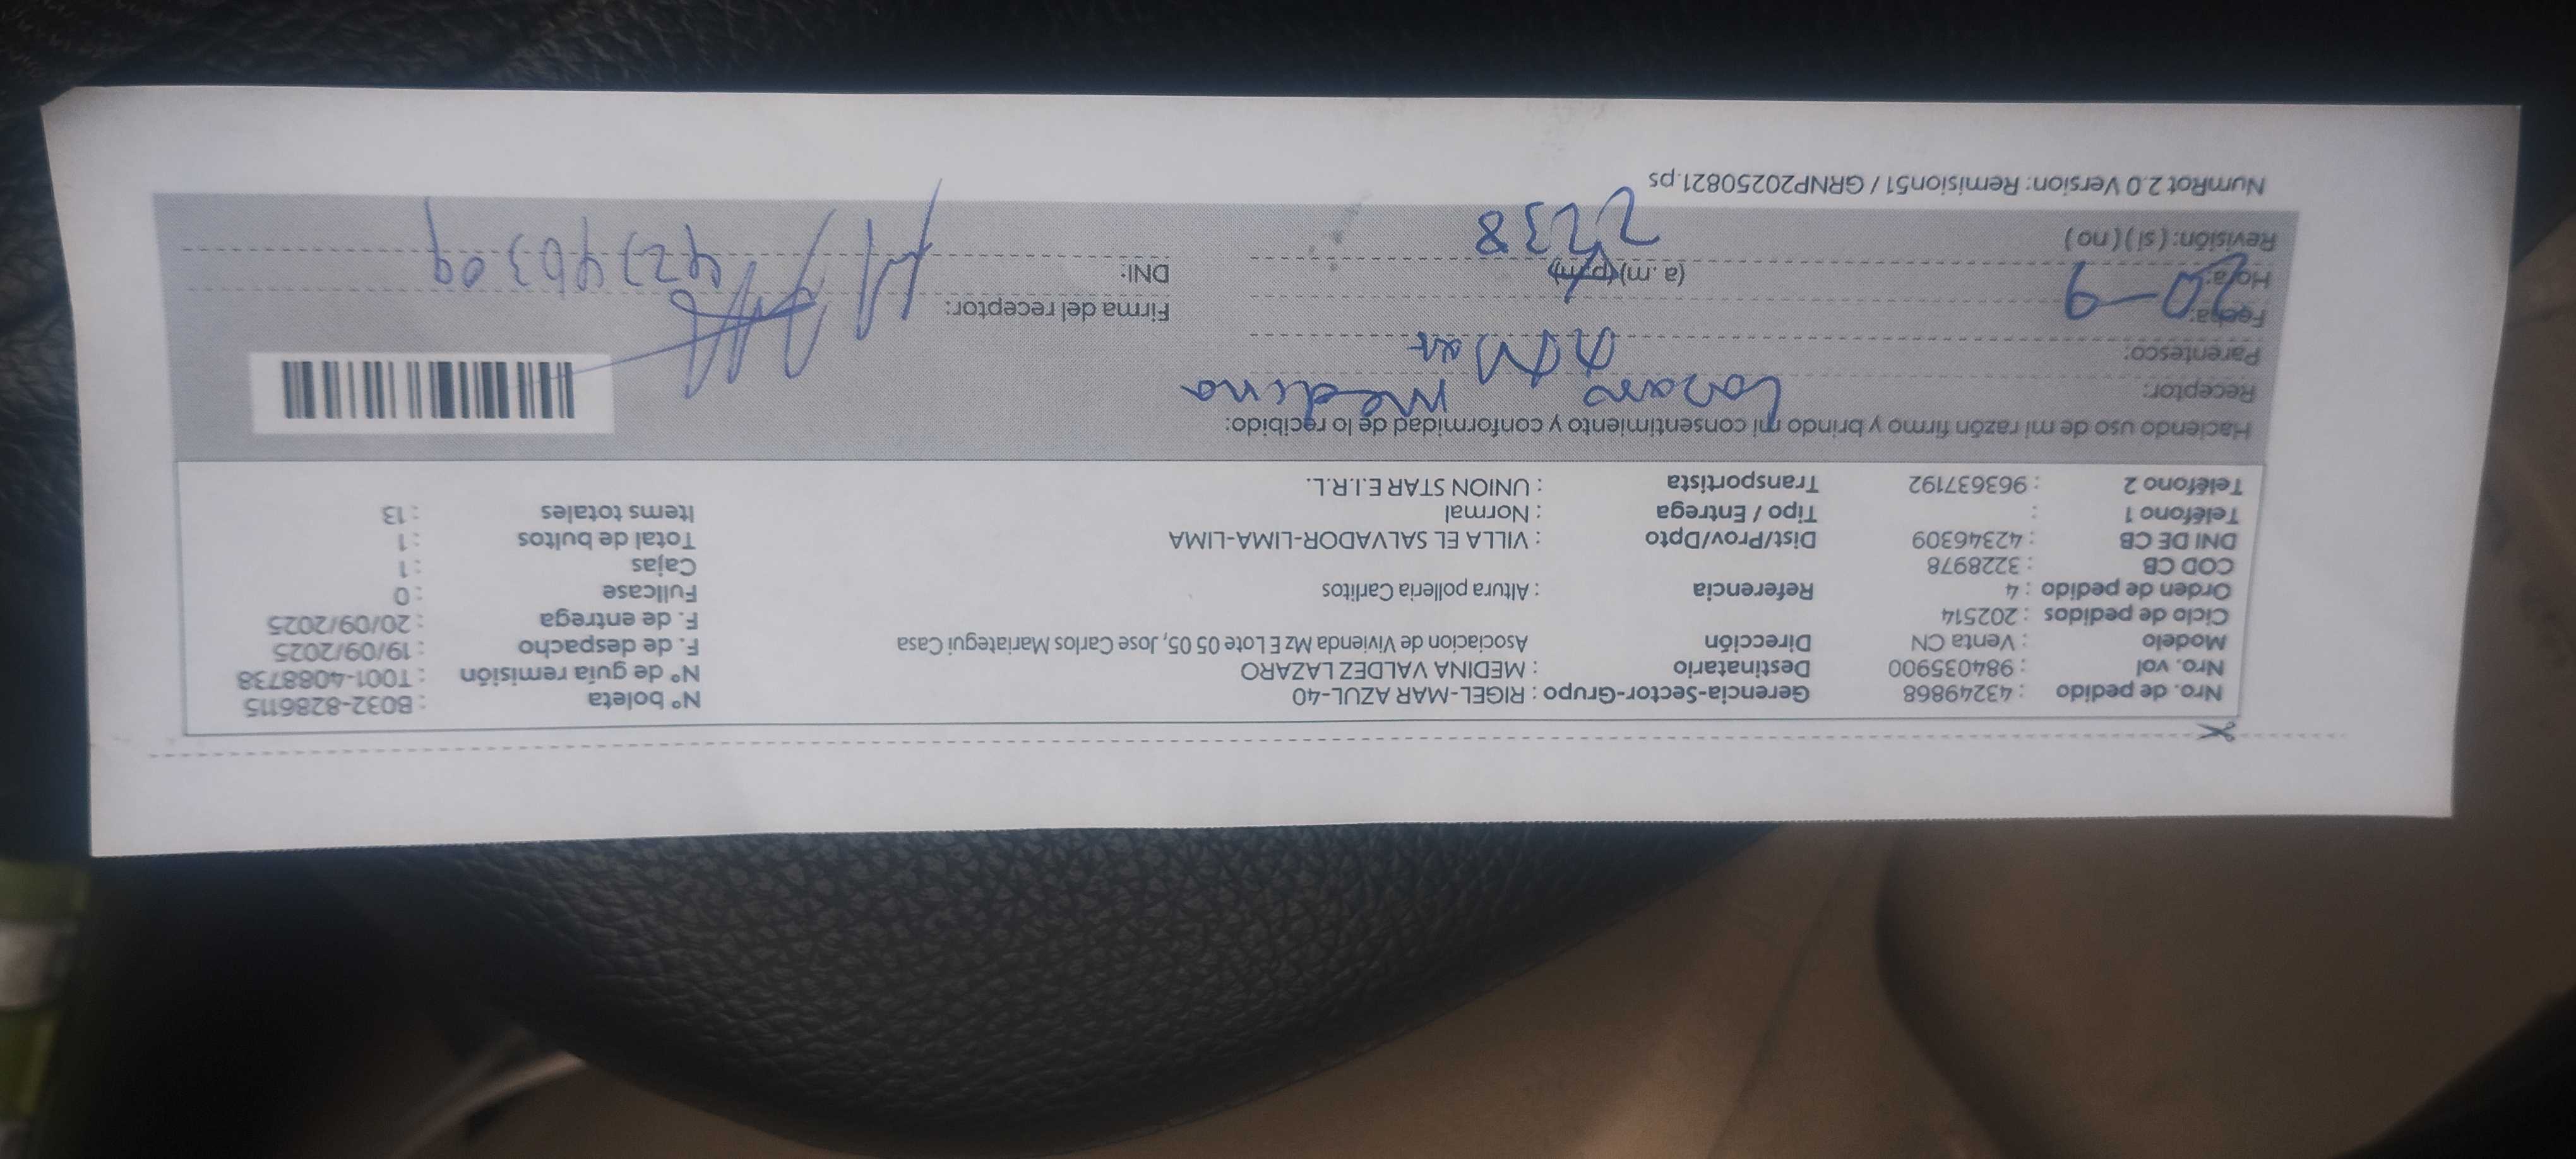 Nro. de pedido : 43249868 Gerencia-Sector-Grupo : RIGEL-MAR AZUL-40 N° boleta : B032-8286115
Nro. vol : 984035900 Destinatario : MEDINA VALDEZ LAZARO N° de guía remisión : T001-4088738
Modelo : Venta CN Dirección Asociacion de Vivienda Mz E Lote 05 05, Jose Carlos Mariategui Casa F. de despacho : 19/09/2025
Ciclo de pedidos : 202514 F. de entrega : 20/09/2025
Orden de pedido : 4 Referencia : Altura polleria Carlitos Fullcase : 0
COD CB : 3228978 Cajas : 1
DNI DE CB : 42346309 Dist/Prov/Dpto : VILLA EL SALVADOR-LIMA-LIMA Total de bultos : 1
Teléfono 1 : Tipo / Entrega : Normal Items totales : 13
Teléfono 2 : 963637192 Transportista : UNION STAR E.I.R.L.
Haciendo uso de mi razón firmo y brindo mi consentimiento y conformidad de lo recibido:
Receptor: Lazaro Medina
Parentesco:
Fecha: 20-9 Firma del receptor:
Hora: (a.m) (p.m) DNI: 42346309
Revisión: ( si ) ( no ) 2238
NumRot 2.0 Version: Remision51 / GRNP20250821.ps